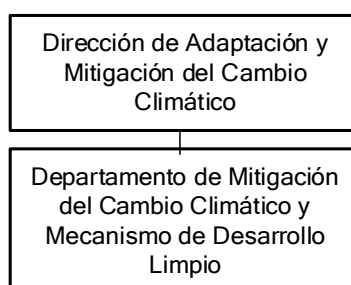 Dirección de Adaptación y
Mitigación del Cambio
Climático
Departamento de Mitigación
del Cambio Climático y
Mecanismo de Desarrollo
Limpio